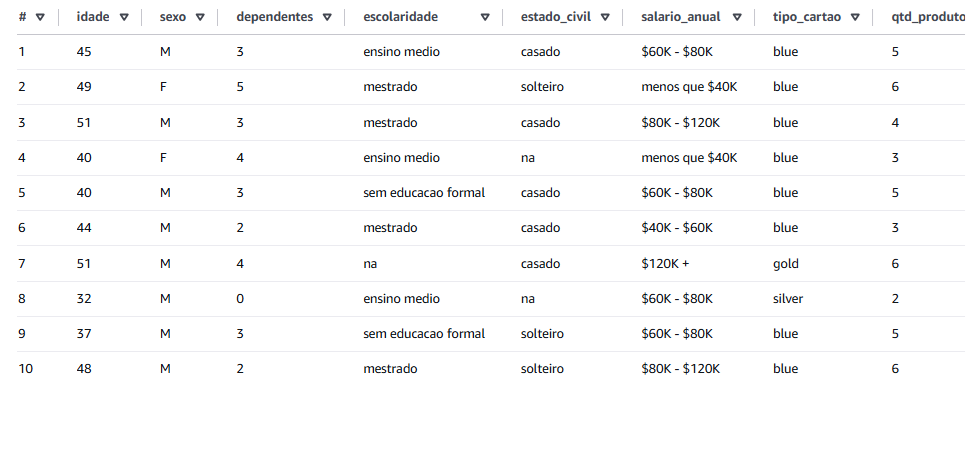 # idade sexo dependentes escolaridade estado_civil salario_anual tipo_cartao qtd_produto
1 45 M 3 ensino medio casado $60K - $80K blue 5
2 49 F 5 mestrado solteiro menos que $40K blue 6
3 51 M 3 mestrado casado $80K - $120K blue 4
4 40 F 4 ensino medio na menos que $40K blue 3
5 40 M 3 sem educacao formal casado $60K - $80K blue 5
6 44 M 2 mestrado casado $40K - $60K blue 3
7 51 M 4 na casado $120K + gold 6
8 32 M 0 ensino medio na $60K - $80K silver 2
9 37 M 3 sem educacao formal solteiro $60K - $80K blue 5
10 48 M 2 mestrado solteiro $80K - $120K blue 6